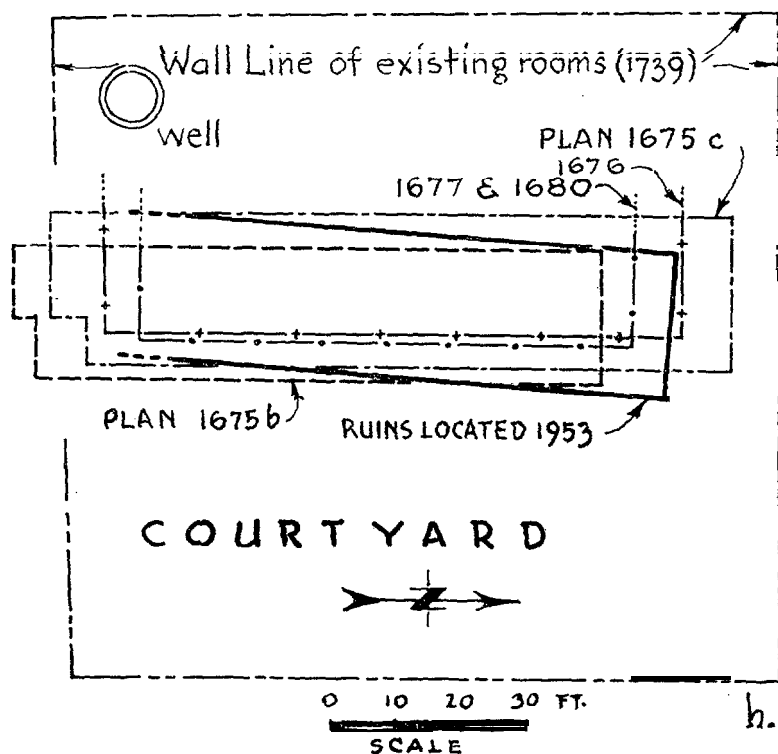 Wall Line of existing rooms (1739)
well
PLAN 1675 c
1676
1677 & 1680
PLAN 1675b
RUINS LOCATED 1953
COURTYARD
N
0 10 20 30 FT.
SCALE
h.